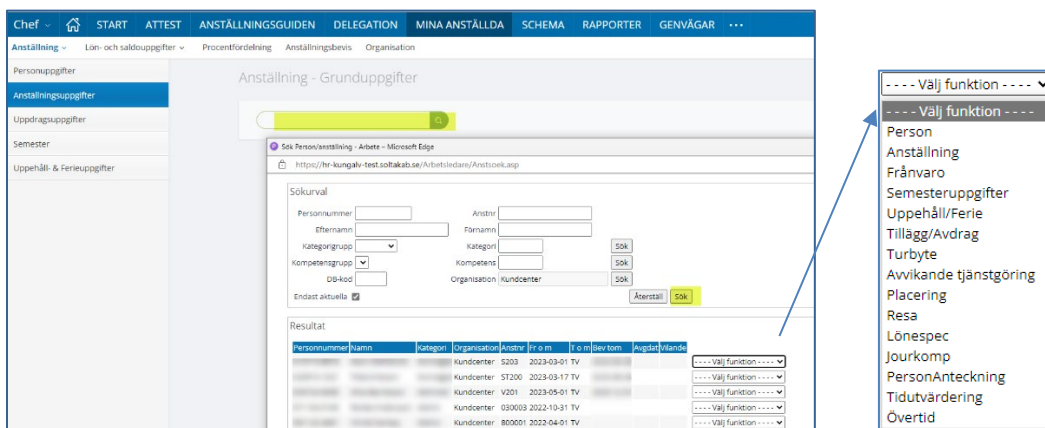 Chef START ATTEST ANSTÄLLNINGSGUIDEN DELEGATION MINA ANSTÄLLDA SCHEMA RAPPORTER GENVÄGAR ...
Anställning Lön- och saldouppgifter Procentfördelning Anställningsbevis Organisation
Personuppgifter
Anställningsuppgifter
Uppdragsuppgifter
Semester
Uppehåll- & Ferieuppgifter
Anställning - Grunduppgifter
Sök Person/anställning - Arbete – Microsoft Edge
https://hr-kungalv-test.soltakab.se/Arbetsledare/Anstsoek.asp
Sökurval
Personnummer Anstnr
Efternamn Förnamn
Kategorigrupp Kategori Sök
Kompetensgrupp Kompetens Sök
DB-kod Organisation Kundcenter Sök
Endast aktuella Återställ Sök
Resultat
Personnummer Namn Kategori Organisation Anstnr Fr o m T o m Bev tom Avgdat Vilande
Kundcenter S203 2023-03-01 TV - - - - Välj funktion - - - -
Kundcenter ST200 2023-03-17 TV - - - - Välj funktion - - - -
Kundcenter V201 2023-05-01 TV - - - - Välj funktion - - - -
Kundcenter 030003 2022-10-31 TV - - - - Välj funktion - - - -
Kundcenter 800001 2022-04-01 TV - - - - Välj funktion - - - -
- - - - Välj funktion - - - -
- - - - Välj funktion - - - -
Person
Anställning
Frånvaro
Semesteruppgifter
Uppehåll/Ferie
Tillägg/Avdrag
Turbyte
Avvikande tjänstgöring
Placering
Resa
Lönespec
Jourkomp
PersonAnteckning
Tidutvärdering
Övertid